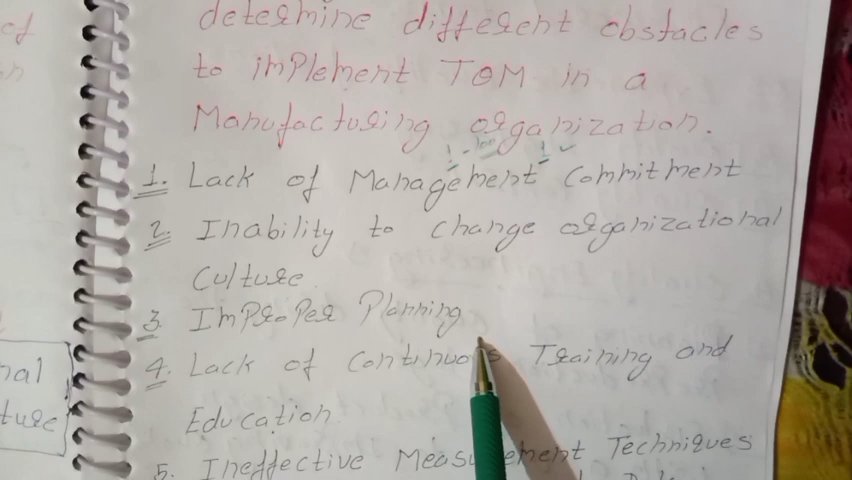 determine different obstacles
to implement TQM in a
Manufacturing organization.
1. Lack of Management Commitment
2. Inability to change organizational
Culture
3. Improper Planning
4. Lack of Continuous Training and
Education
5. Ineffective Measurement Techniques